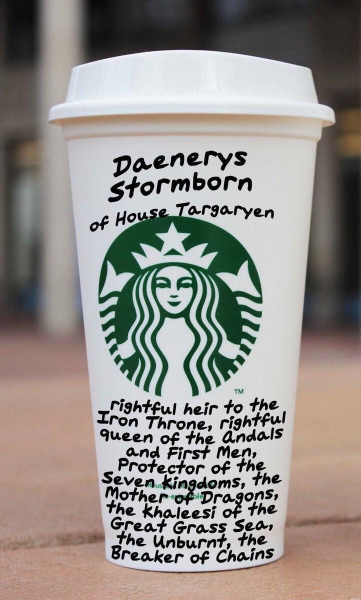 Daenerys
Stormborn
of House Targaryen
TM
rightful heir to the
Iron Throne, rightful
queen of the Andals
and First Men,
Protector of the
Seven Kingdoms, the
Mother of Dragons,
the Khaleesi of the
Great Grass Sea,
the Unburnt, the
Breaker of Chains